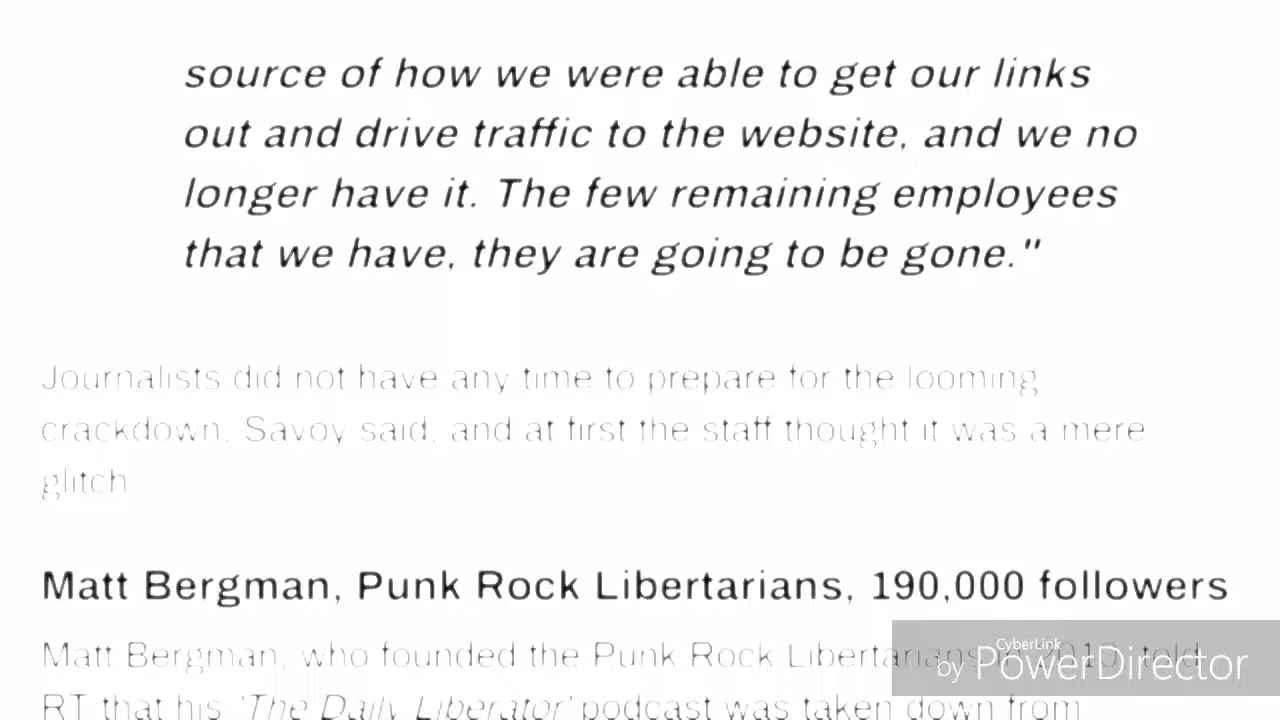 source of how we were able to get our links
out and drive traffic to the website, and we no
longer have it. The few remaining employees
that we have, they are going to be gone."
Journalists did not have any time to prepare for the looming
crackdown, Savoy said, and at first the staff thought it was a mere
glitch
Matt Bergman, Punk Rock Libertarians, 190,000 followers
Matt Bergman, who founded the Punk Rock Libertarians in 2010, told
RT that his 'The Daily Liberator' podcast was taken down from
by CyberLink PowerDirector